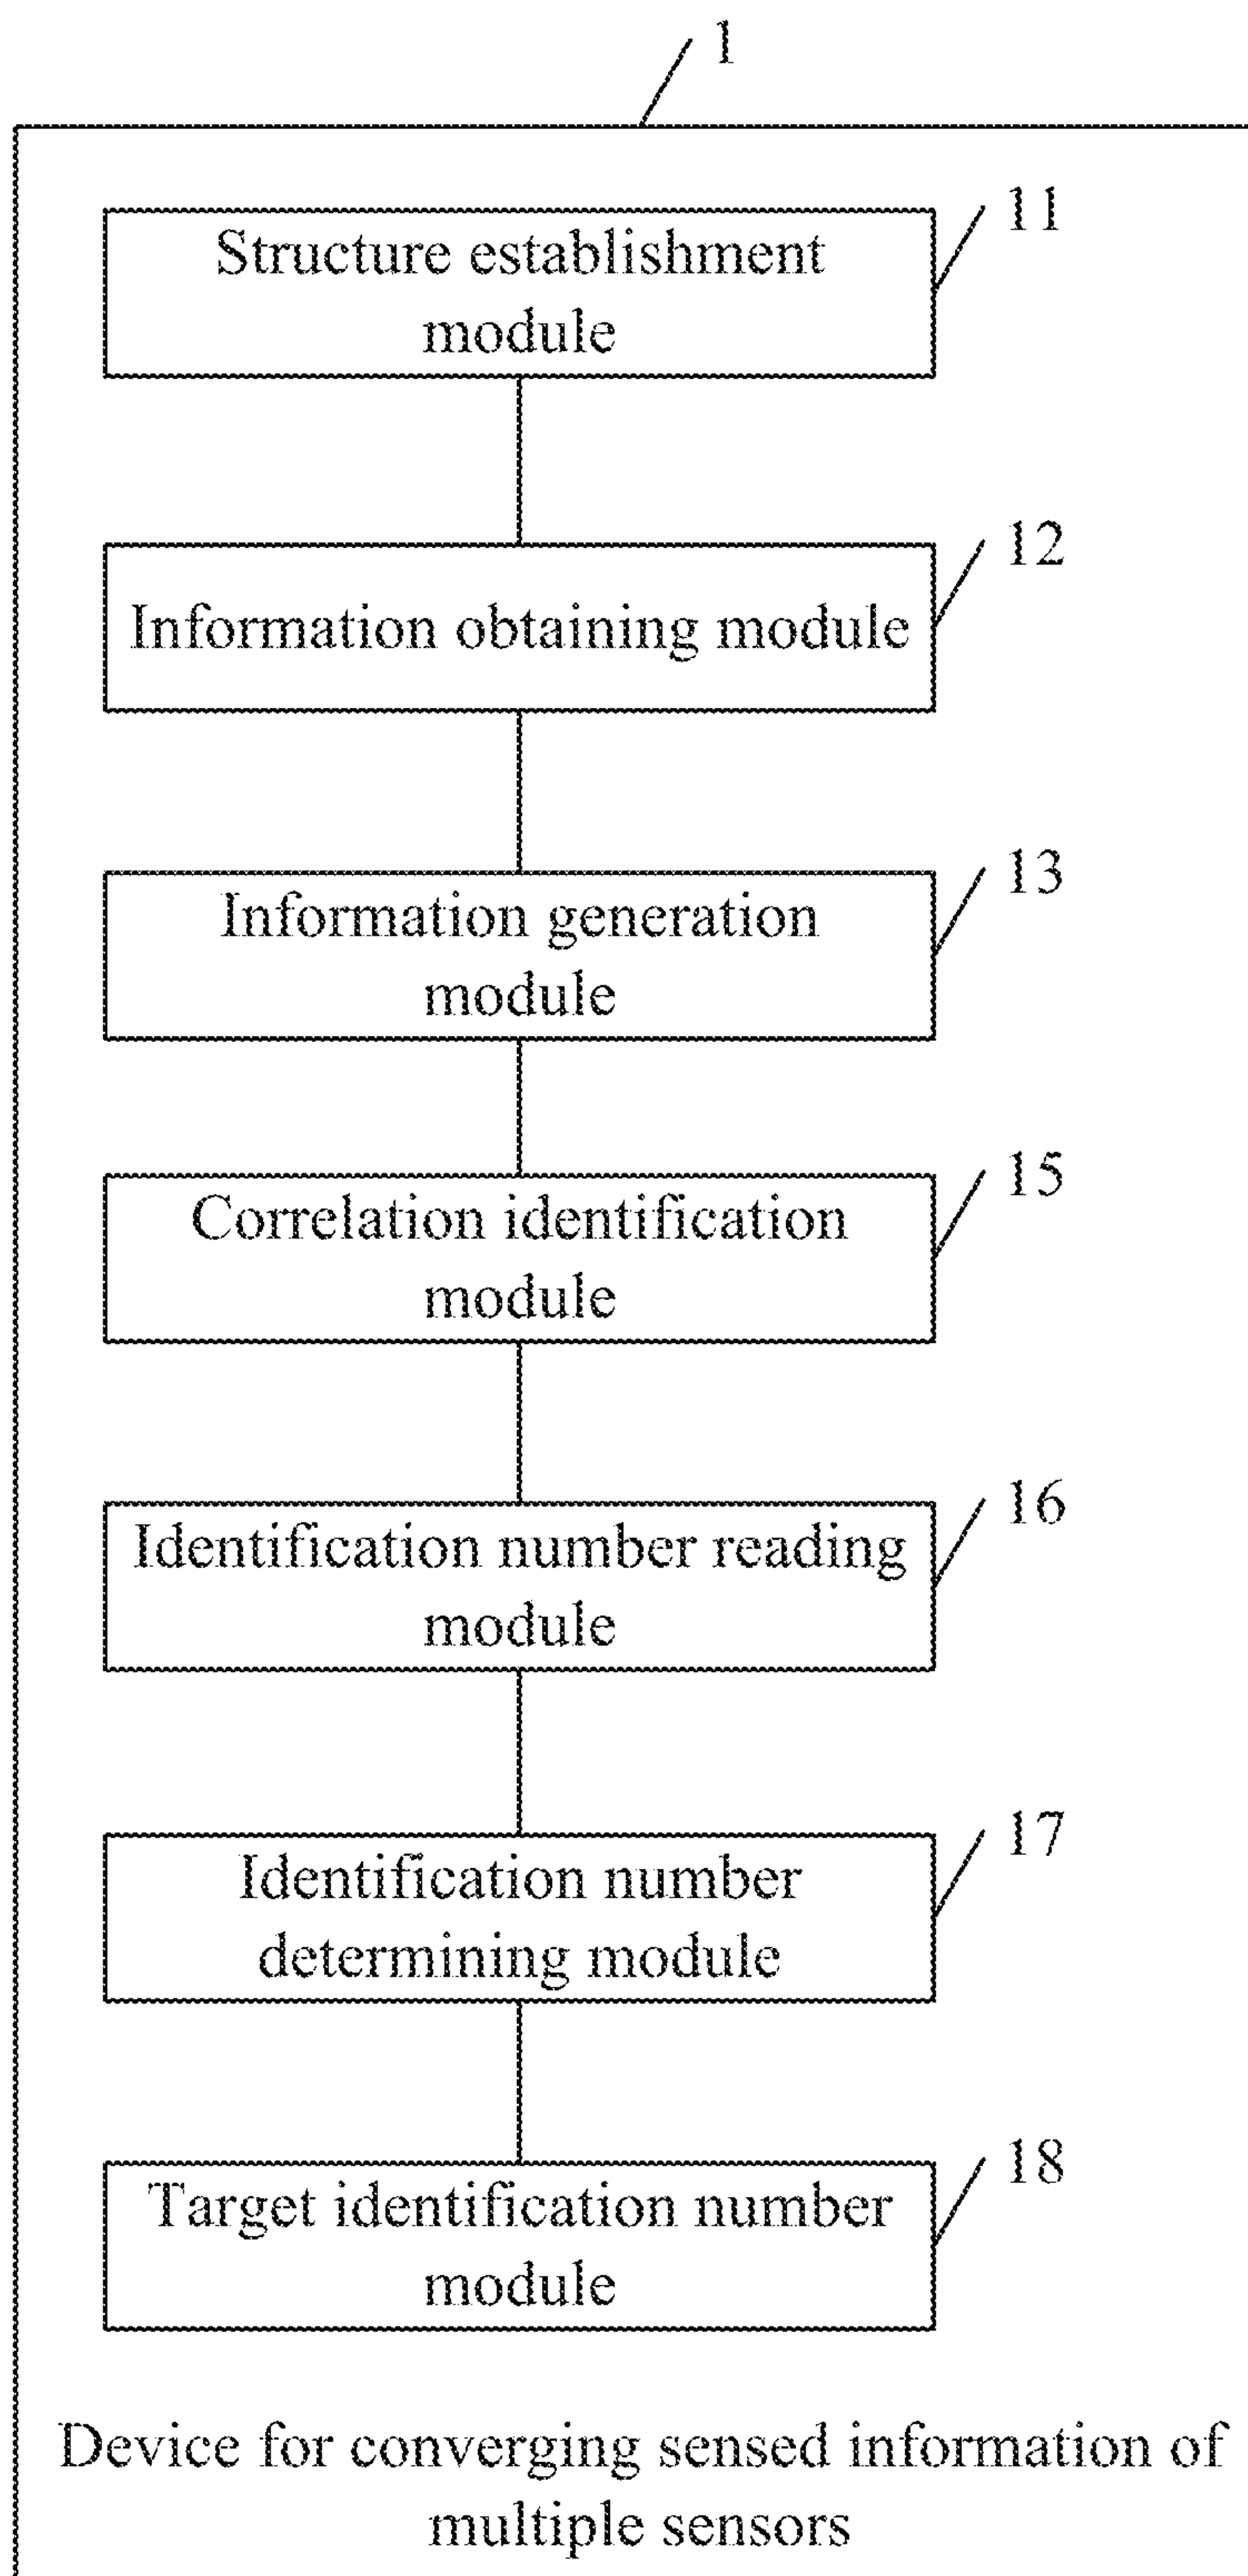 1
11
Structure establishment
module
12
Information obtaining module
13
Information generation
module
15
Correlation identification
module
16
Identification number reading
module
17
Identification number
determining module
18
Target identification number
module
Device for converging sensed information of
multiple sensors